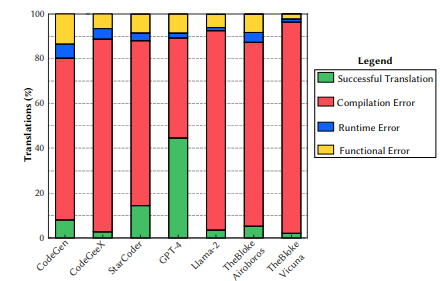 Translations (%)
100
80
60
40
20
0
CodeGen
CodeGeeX
StarCoder
GPT-4
Llama-2
TheBloke
Airoboros
TheBloke
Vicuna
Legend
Successful Translation
Compilation Error
Runtime Error
Functional Error